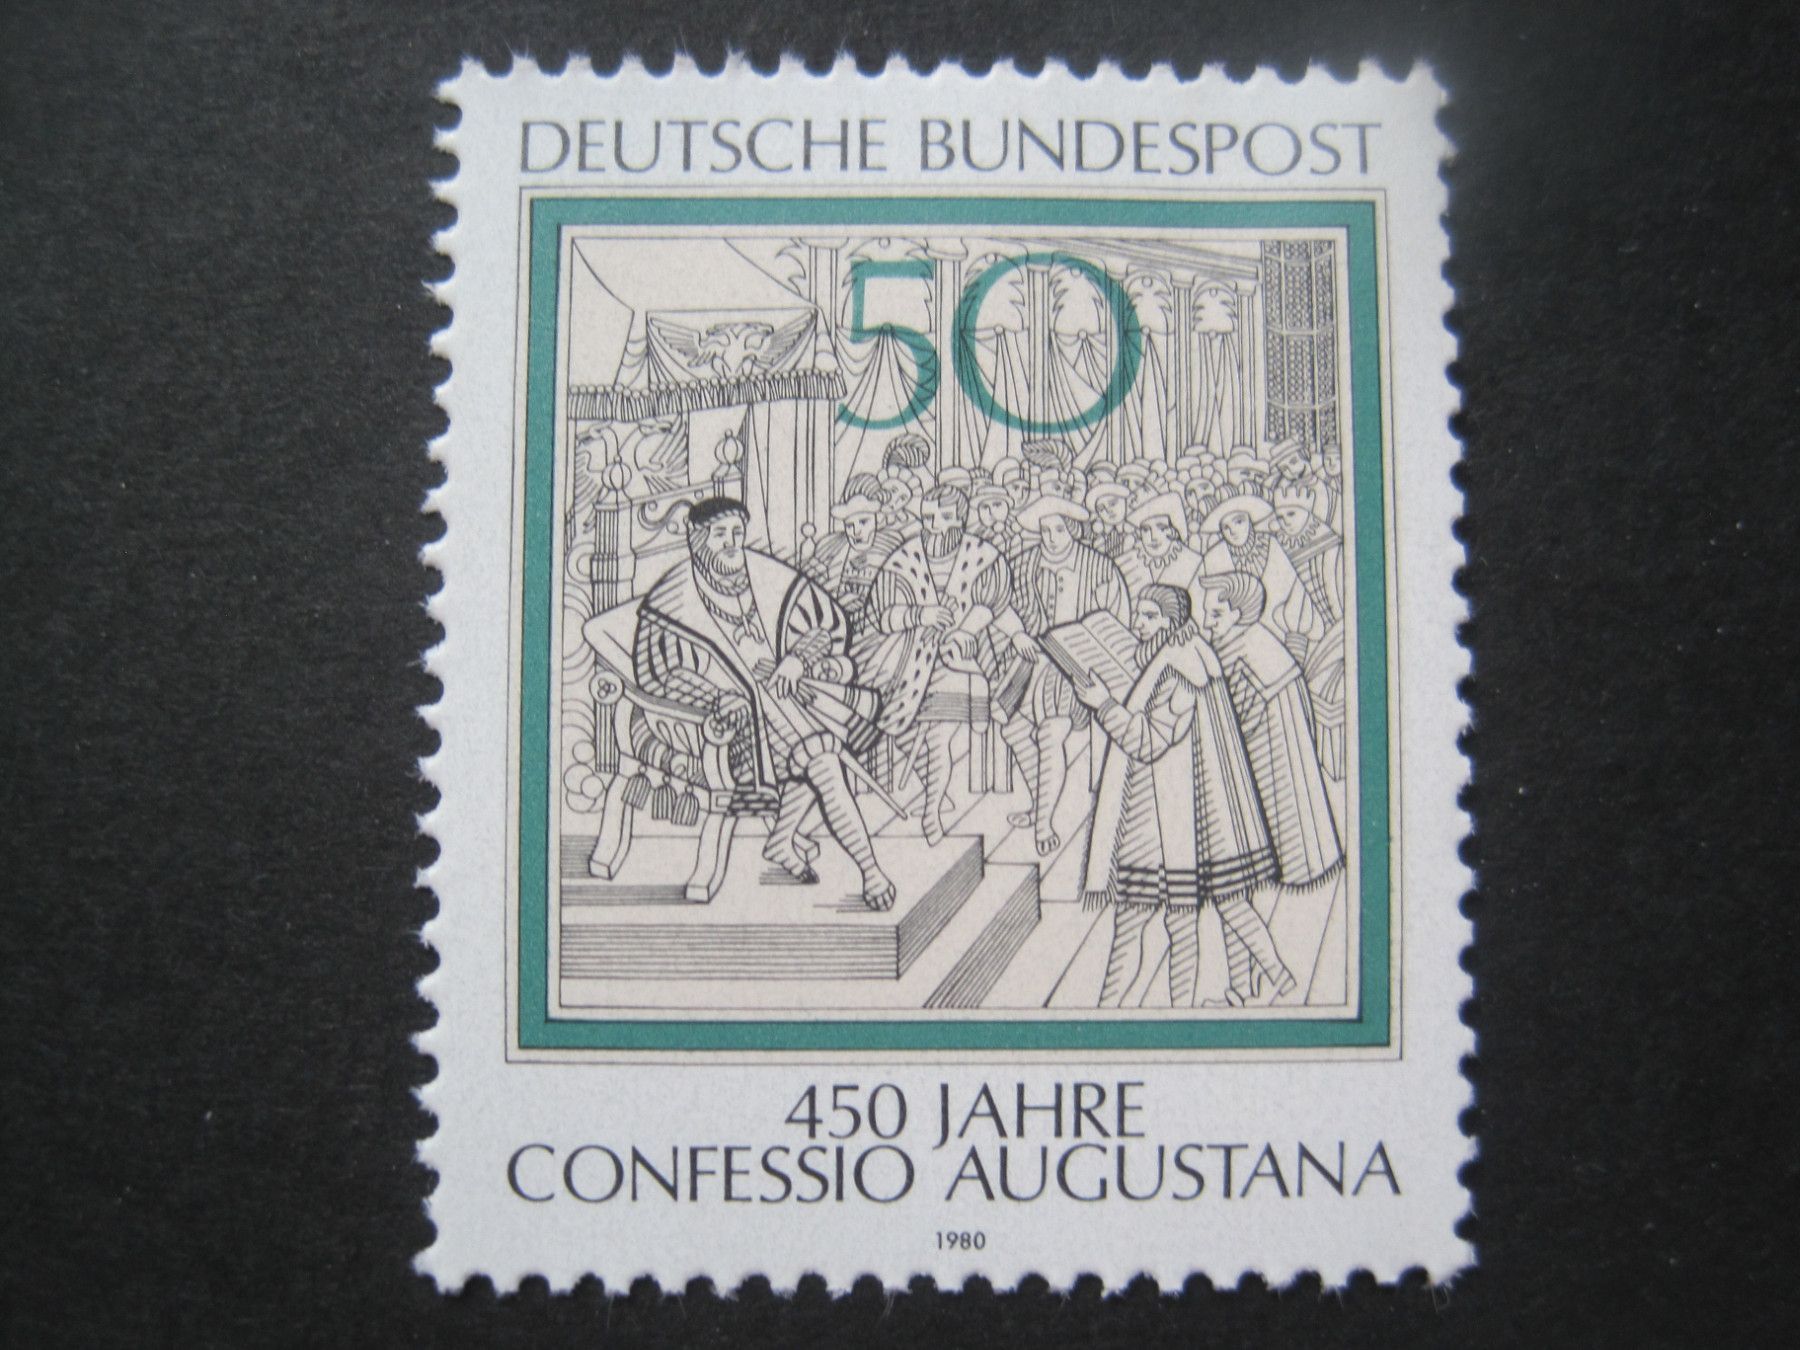 DEUTSCHE BUNDESPOST
50
450 JAHRE
CONFESSIO AUGUSTANA
1980